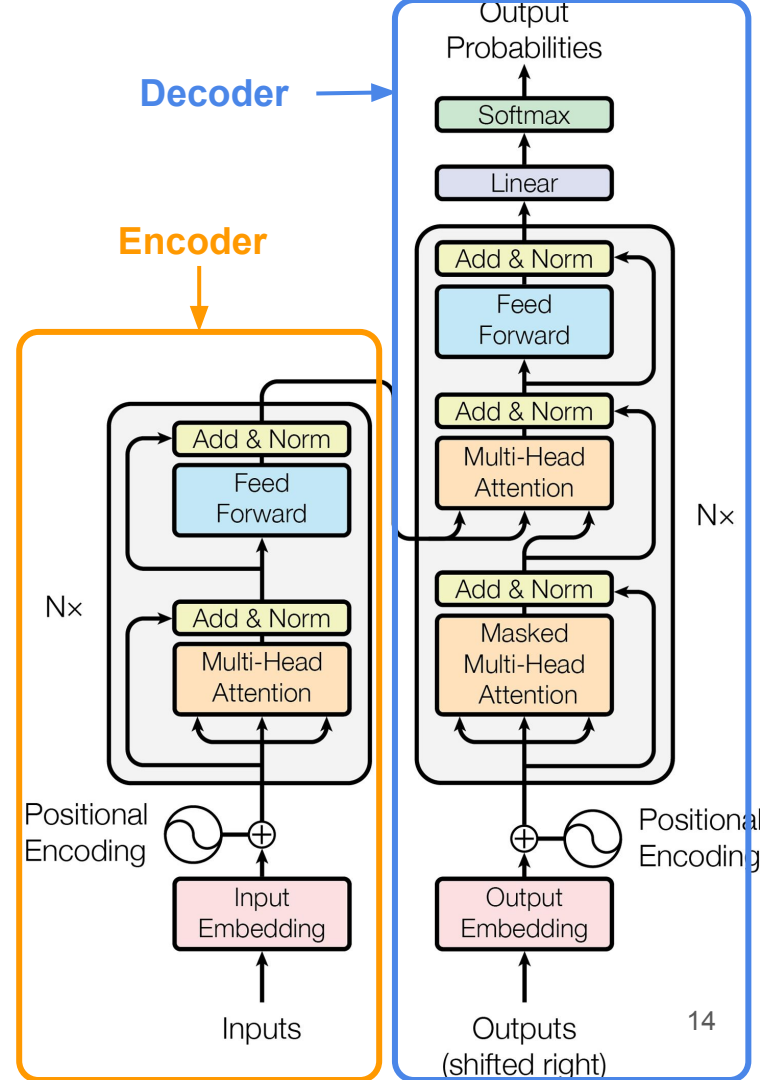 Output
Probabilities
Decoder
Softmax
Linear
Encoder
Add & Norm
Feed
Forward
Add & Norm
Multi-Head
Attention
Nx
Add & Norm
Masked
Multi-Head
Attention
Add & Norm
Feed
Forward
Nx
Add & Norm
Multi-Head
Attention
Positional
Encoding
Positional
Encoding
Input
Embedding
Output
Embedding
Inputs
Outputs
(shifted right)
14